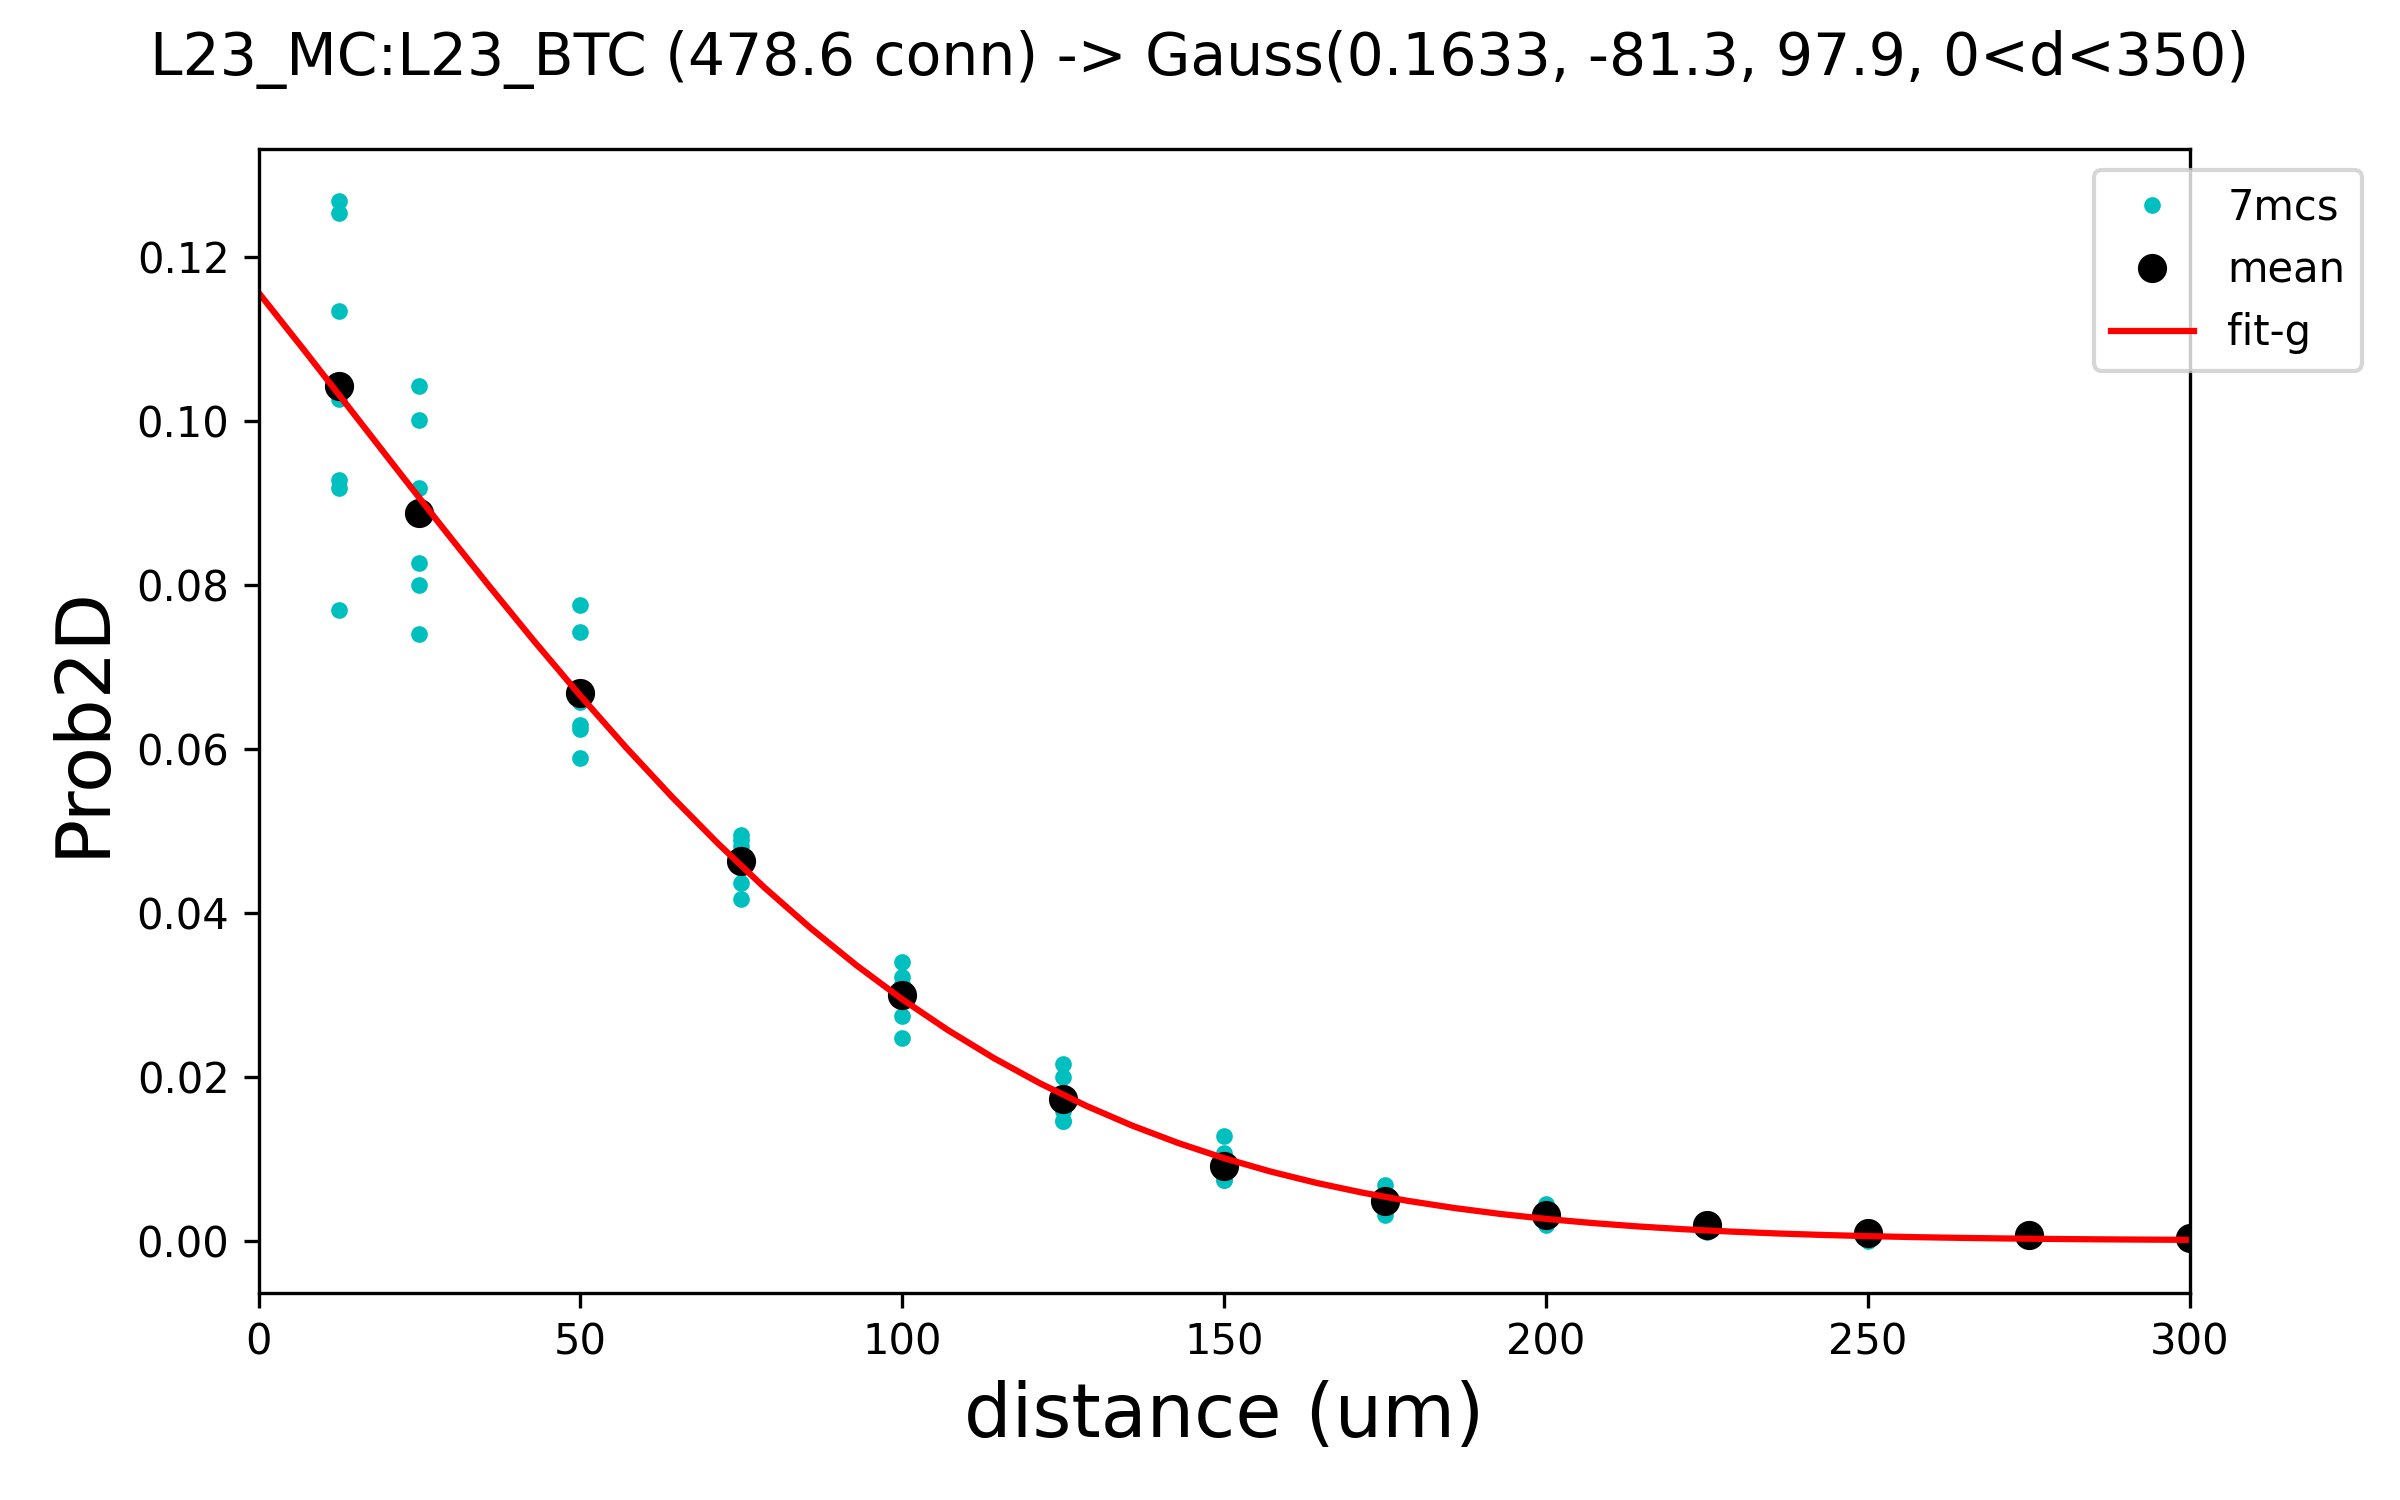 L23_MC:L23_BTC (478.6 conn) -> Gauss(0.1633, -81.3, 97.9, 0<d<350)
7mcs
mean
fit-g
Prob2D
0.12
0.10
0.08
0.06
0.04
0.02
0.00
0 50 100 150 200 250 300
distance (um)